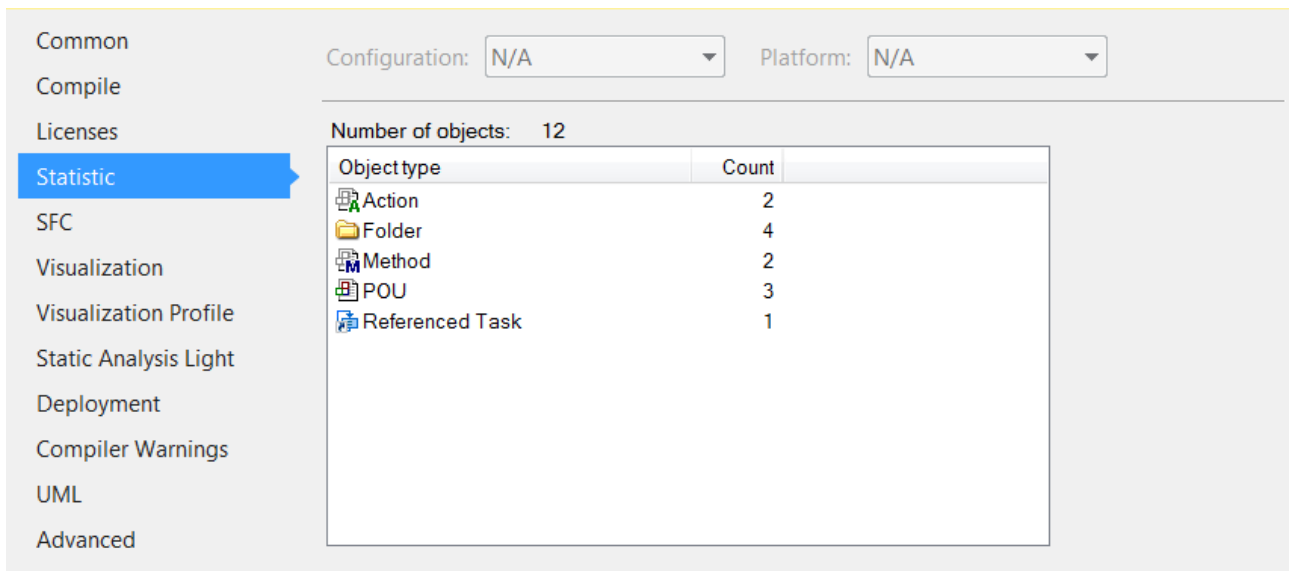 Common
Compile
Licenses
Statistic
SFC
Visualization
Visualization Profile
Static Analysis Light
Deployment
Compiler Warnings
UML
Advanced
Configuration: N/A Platform: N/A
Number of objects: 12
Object type Count
Action 2
Folder 4
Method 2
POU 3
Referenced Task 1